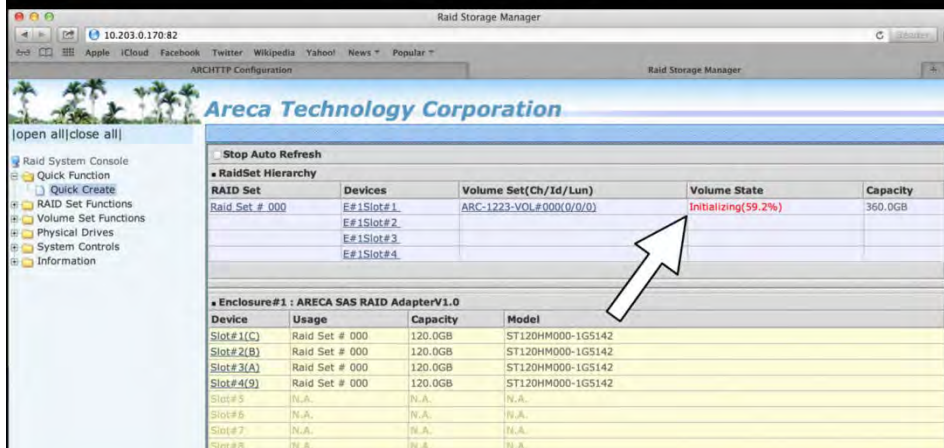 Raid Storage Manager
10.203.0.170:82
Reader
Apple iCloud Facebook Twitter Wikipedia Yahoo! News Popular
ARCHTTP Configuration Raid Storage Manager
Areca Technology Corporation
|open all|close all|
Raid System Console
Quick Function
Quick Create
RAID Set Functions
Volume Set Functions
Physical Drives
System Controls
Information
Stop Auto Refresh
RaidSet Hierarchy
RAID Set Devices Volume Set(Ch/Id/Lun) Volume State Capacity
Raid Set # 000 E#1Slot#1 ARC-1223-VOL#000(0/0/0) Initializing(59.2%) 360.0GB
E#1Slot#2
E#1Slot#3
E#1Slot#4
Enclosure#1 : ARECA SAS RAID AdapterV1.0
Device Usage Capacity Model
Slot#1(C) Raid Set # 000 120.0GB ST120HM000-1G5142
Slot#2(B) Raid Set # 000 120.0GB ST120HM000-1G5142
Slot#3(A) Raid Set # 000 120.0GB ST120HM000-1G5142
Slot#4(9) Raid Set # 000 120.0GB ST120HM000-1G5142
Slot#5 N.A. N.A. N.A.
Slot#6 N.A. N.A. N.A.
Slot#7 N.A. N.A. N.A.
Slot#8 N.A. N.A. N.A.